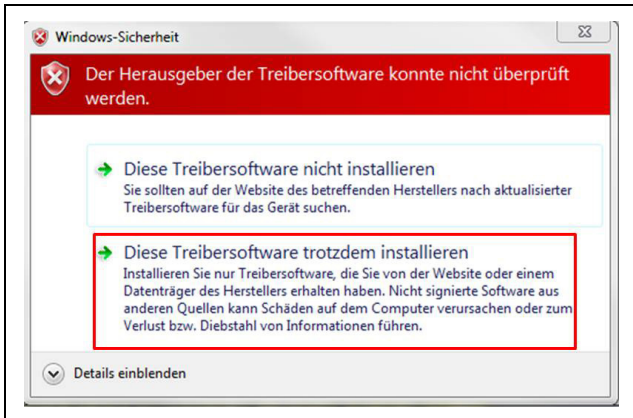 Windows-Sicherheit
Der Herausgeber der Treibersoftware konnte nicht überprüft
werden.
Diese Treibersoftware nicht installieren
Sie sollten auf der Website des betreffenden Herstellers nach aktualisierter
Treibersoftware für das Gerät suchen.
Diese Treibersoftware trotzdem installieren
Installieren Sie nur Treibersoftware, die Sie von der Website oder einem
Datenträger des Herstellers erhalten haben. Nicht signierte Software aus
anderen Quellen kann Schäden auf dem Computer verursachen oder zum
Verlust bzw. Diebstahl von Informationen führen.
Details einblenden